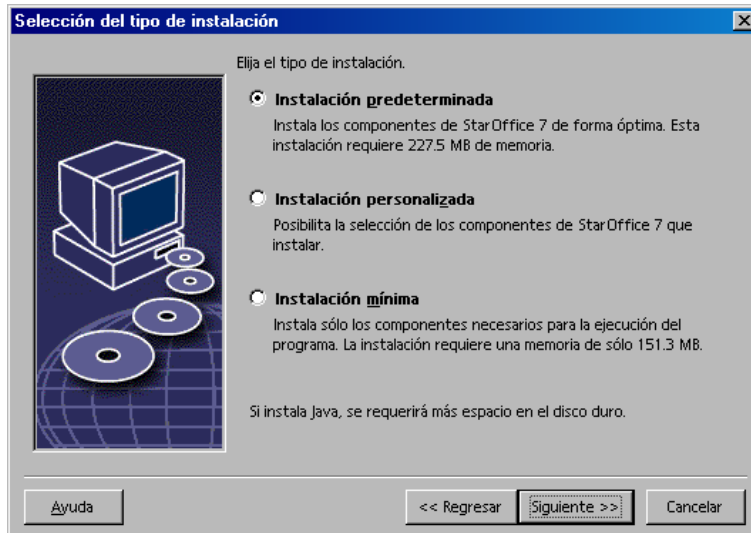 Selección del tipo de instalación
Elija el tipo de instalación.
Instalación predeterminada
Instala los componentes de StarOffice 7 de forma óptima. Esta
instalación requiere 227.5 MB de memoria.
Instalación personalizada
Posibilita la selección de los componentes de StarOffice 7 que
instalar.
Instalación mínima
Instala sólo los componentes necesarios para la ejecución del
programa. La instalación requiere una memoria de sólo 151.3 MB.
Si instala Java, se requerirá más espacio en el disco duro.
Ayuda
<< Regresar
Siguiente >>
Cancelar